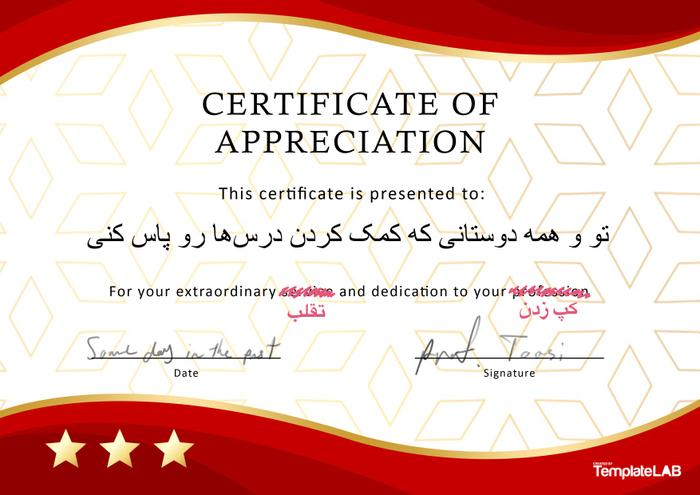 CERTIFICATE OF
APPRECIATION
This certificate is presented to:
تو و همه دوستانی که کمک کردن درس‌ها رو پاس کنی
For your extraordinary service and dedication to your profession
تقلب
کپ زدن
Some day in the past
Prof. Toosi
Date
Signature
CREATED BY
TemplateLAB